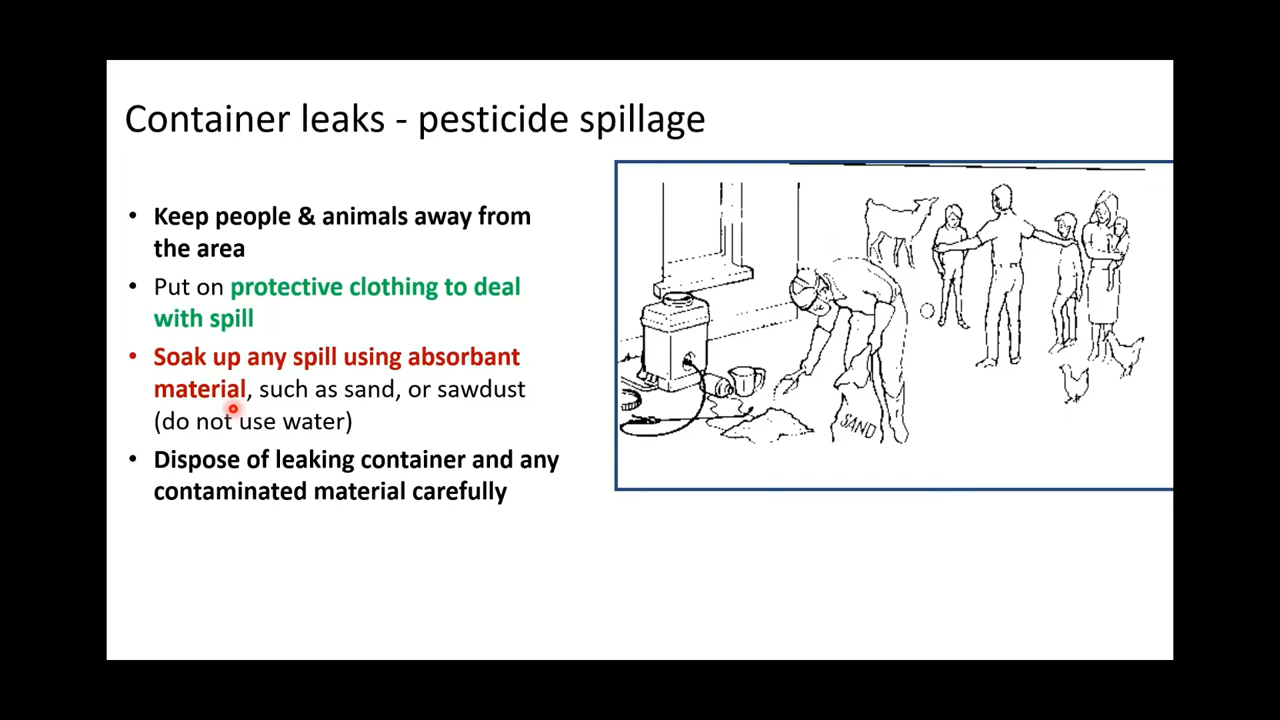 Container leaks - pesticide spillage
• Keep people & animals away from
the area
• Put on protective clothing to deal
with spill
• Soak up any spill using absorbant
material, such as sand, or sawdust
(do not use water)
• Dispose of leaking container and any
contaminated material carefully
SAND